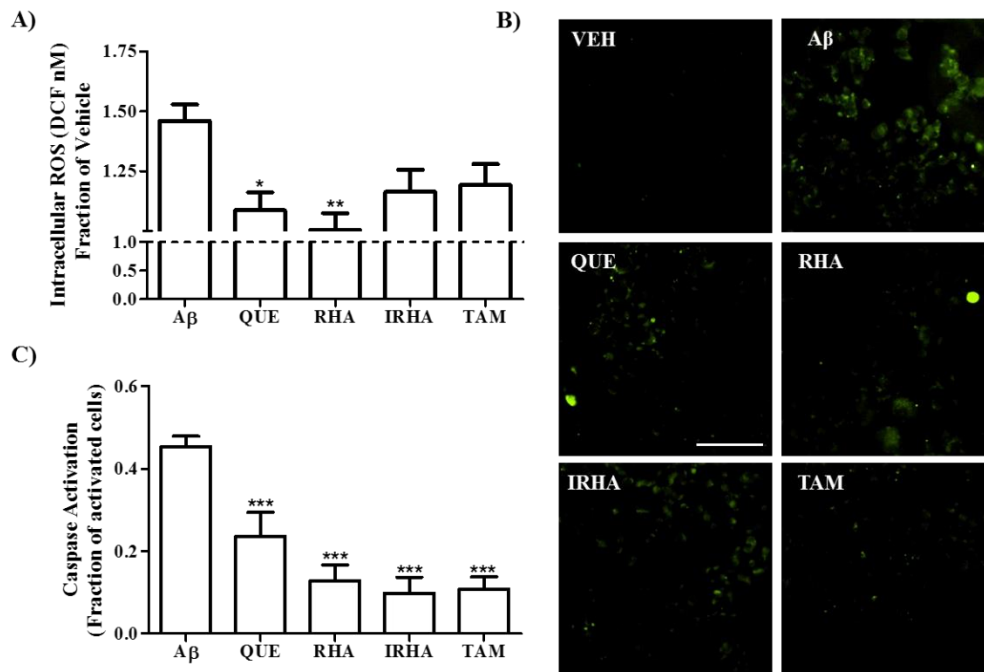 A)
Intracellular ROS (DCF nM)
Fraction of Vehicle
1.75
1.50
1.25
1.0
0.5
0.0
*
**
Aβ
QUE
RHA
IRHA
TAM
B)
VEH
Aβ
QUE
RHA
IRHA
TAM
C)
Caspase Activation
(Fraction of activated cells)
0.6
0.4
0.2
0.0
***
***
***
***
Aβ
QUE
RHA
IRHA
TAM